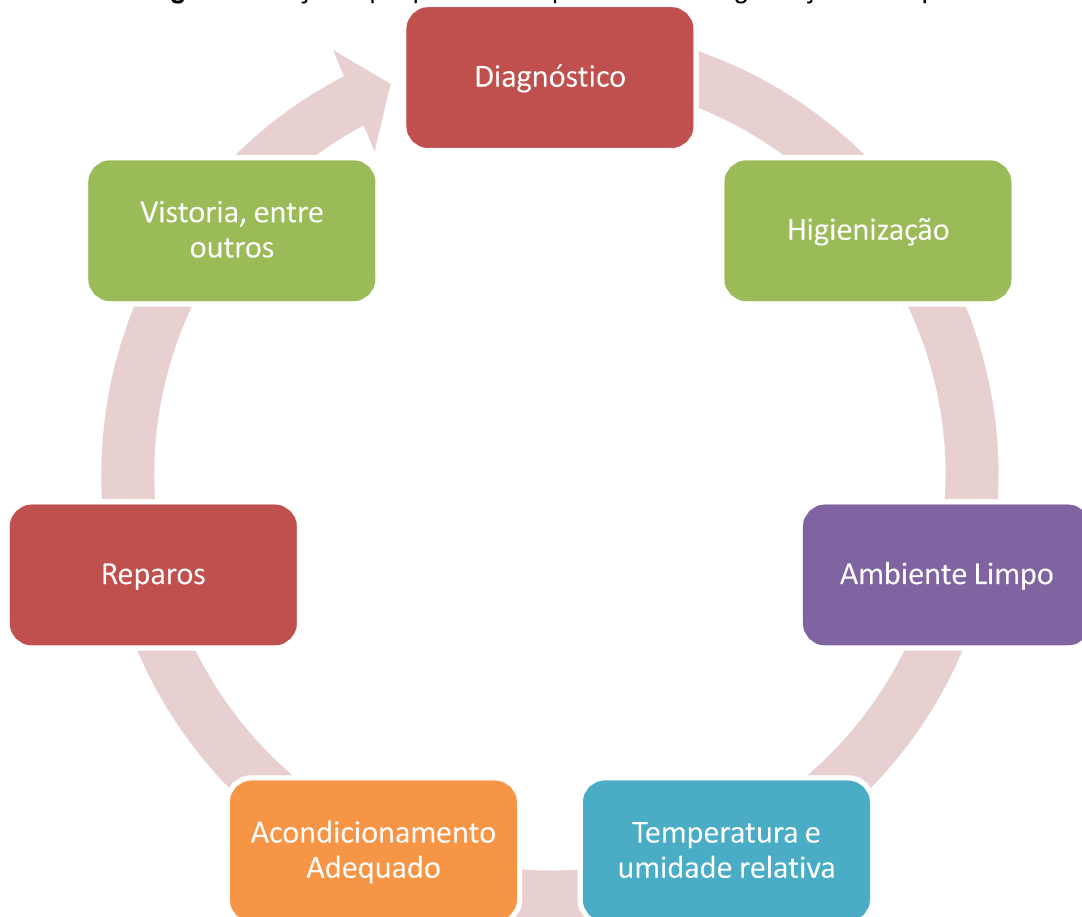 Diagnóstico
Higienização
Ambiente Limpo
Temperatura e
umidade relativa
Acondicionamento
Adequado
Reparos
Vistoria, entre
outros